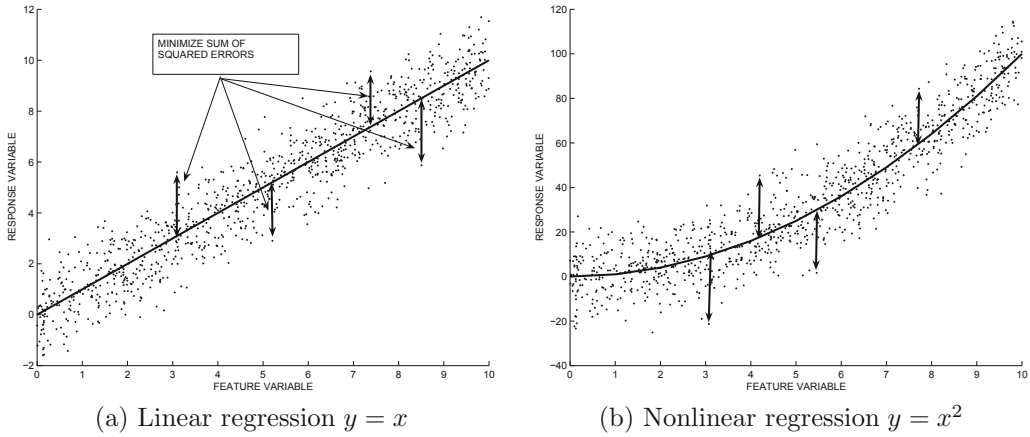 MINIMIZE SUM OF
SQUARED ERRORS
RESPONSE VARIABLE
12
10
8
6
4
2
0
−2
0 1 2 3 4 5 6 7 8 9 10
FEATURE VARIABLE
(a) Linear regression y = x
RESPONSE VARIABLE
120
100
80
60
40
20
0
−20
−40
0 1 2 3 4 5 6 7 8 9 10
FEATURE VARIABLE
(b) Nonlinear regression y = x²